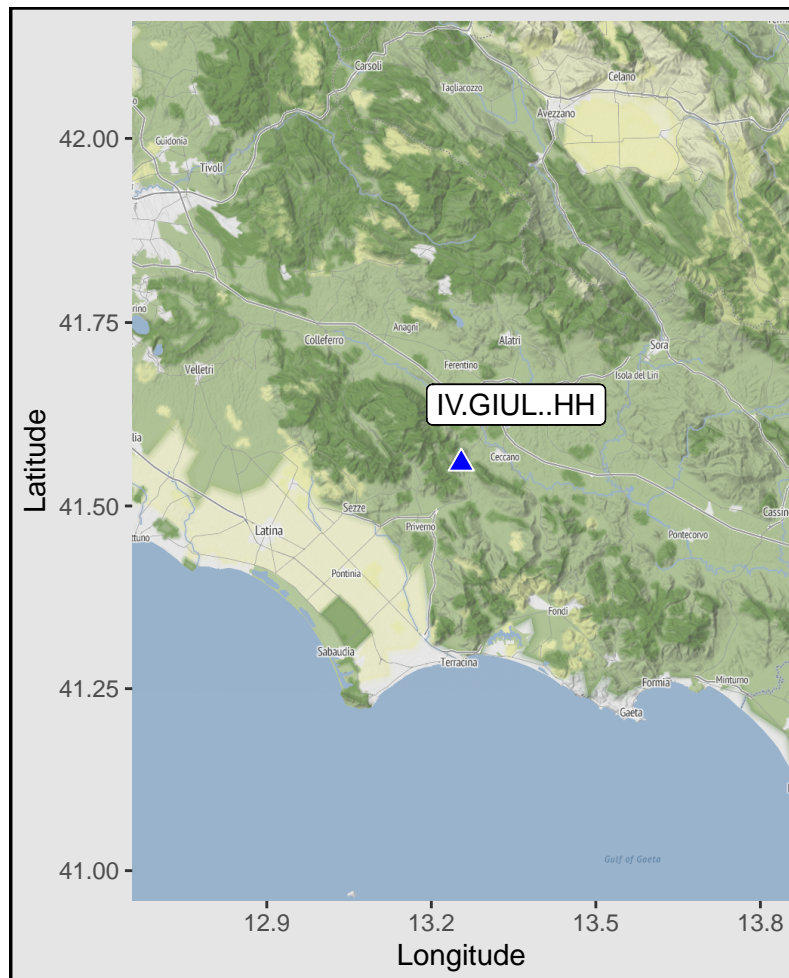 Carsoli
Celano
Tagliacozzo
Avezzano
42.00
Guidonia
Tivoli
41.75
Anagni
Colleferro
Alatri
Sora
Ferentino
Velletri
Isola del Liri
IV.GIUL..HH
Latitude
Ceccano
41.50
Sezze
Cassin
Priverno
Latina
Pontecorvo
Pontinia
Fondi
Sabaudia
Terracina
41.25
Formia
Minturno
Gaeta
Gulf of Gaeta
41.00
12.9
13.2
13.5
13.8
Longitude